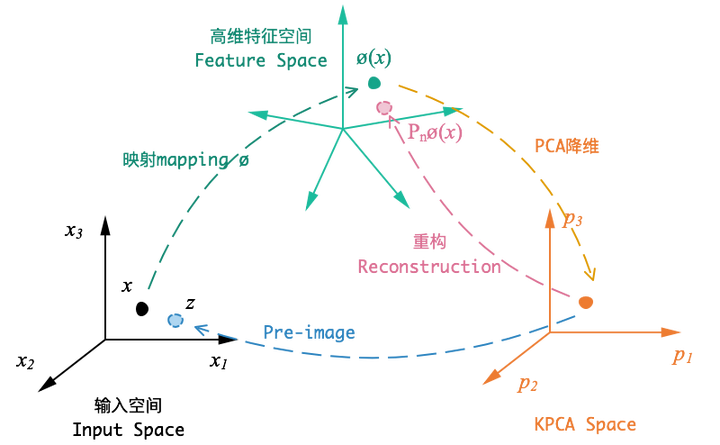 高维特征空间
Feature Space
ø(x)
Pnø(x)
映射mapping ø
PCA降维
重构
Reconstruction
p3
x3
x
z
Pre-image
x2
x1
p1
p2
输入空间
Input Space
KPCA Space